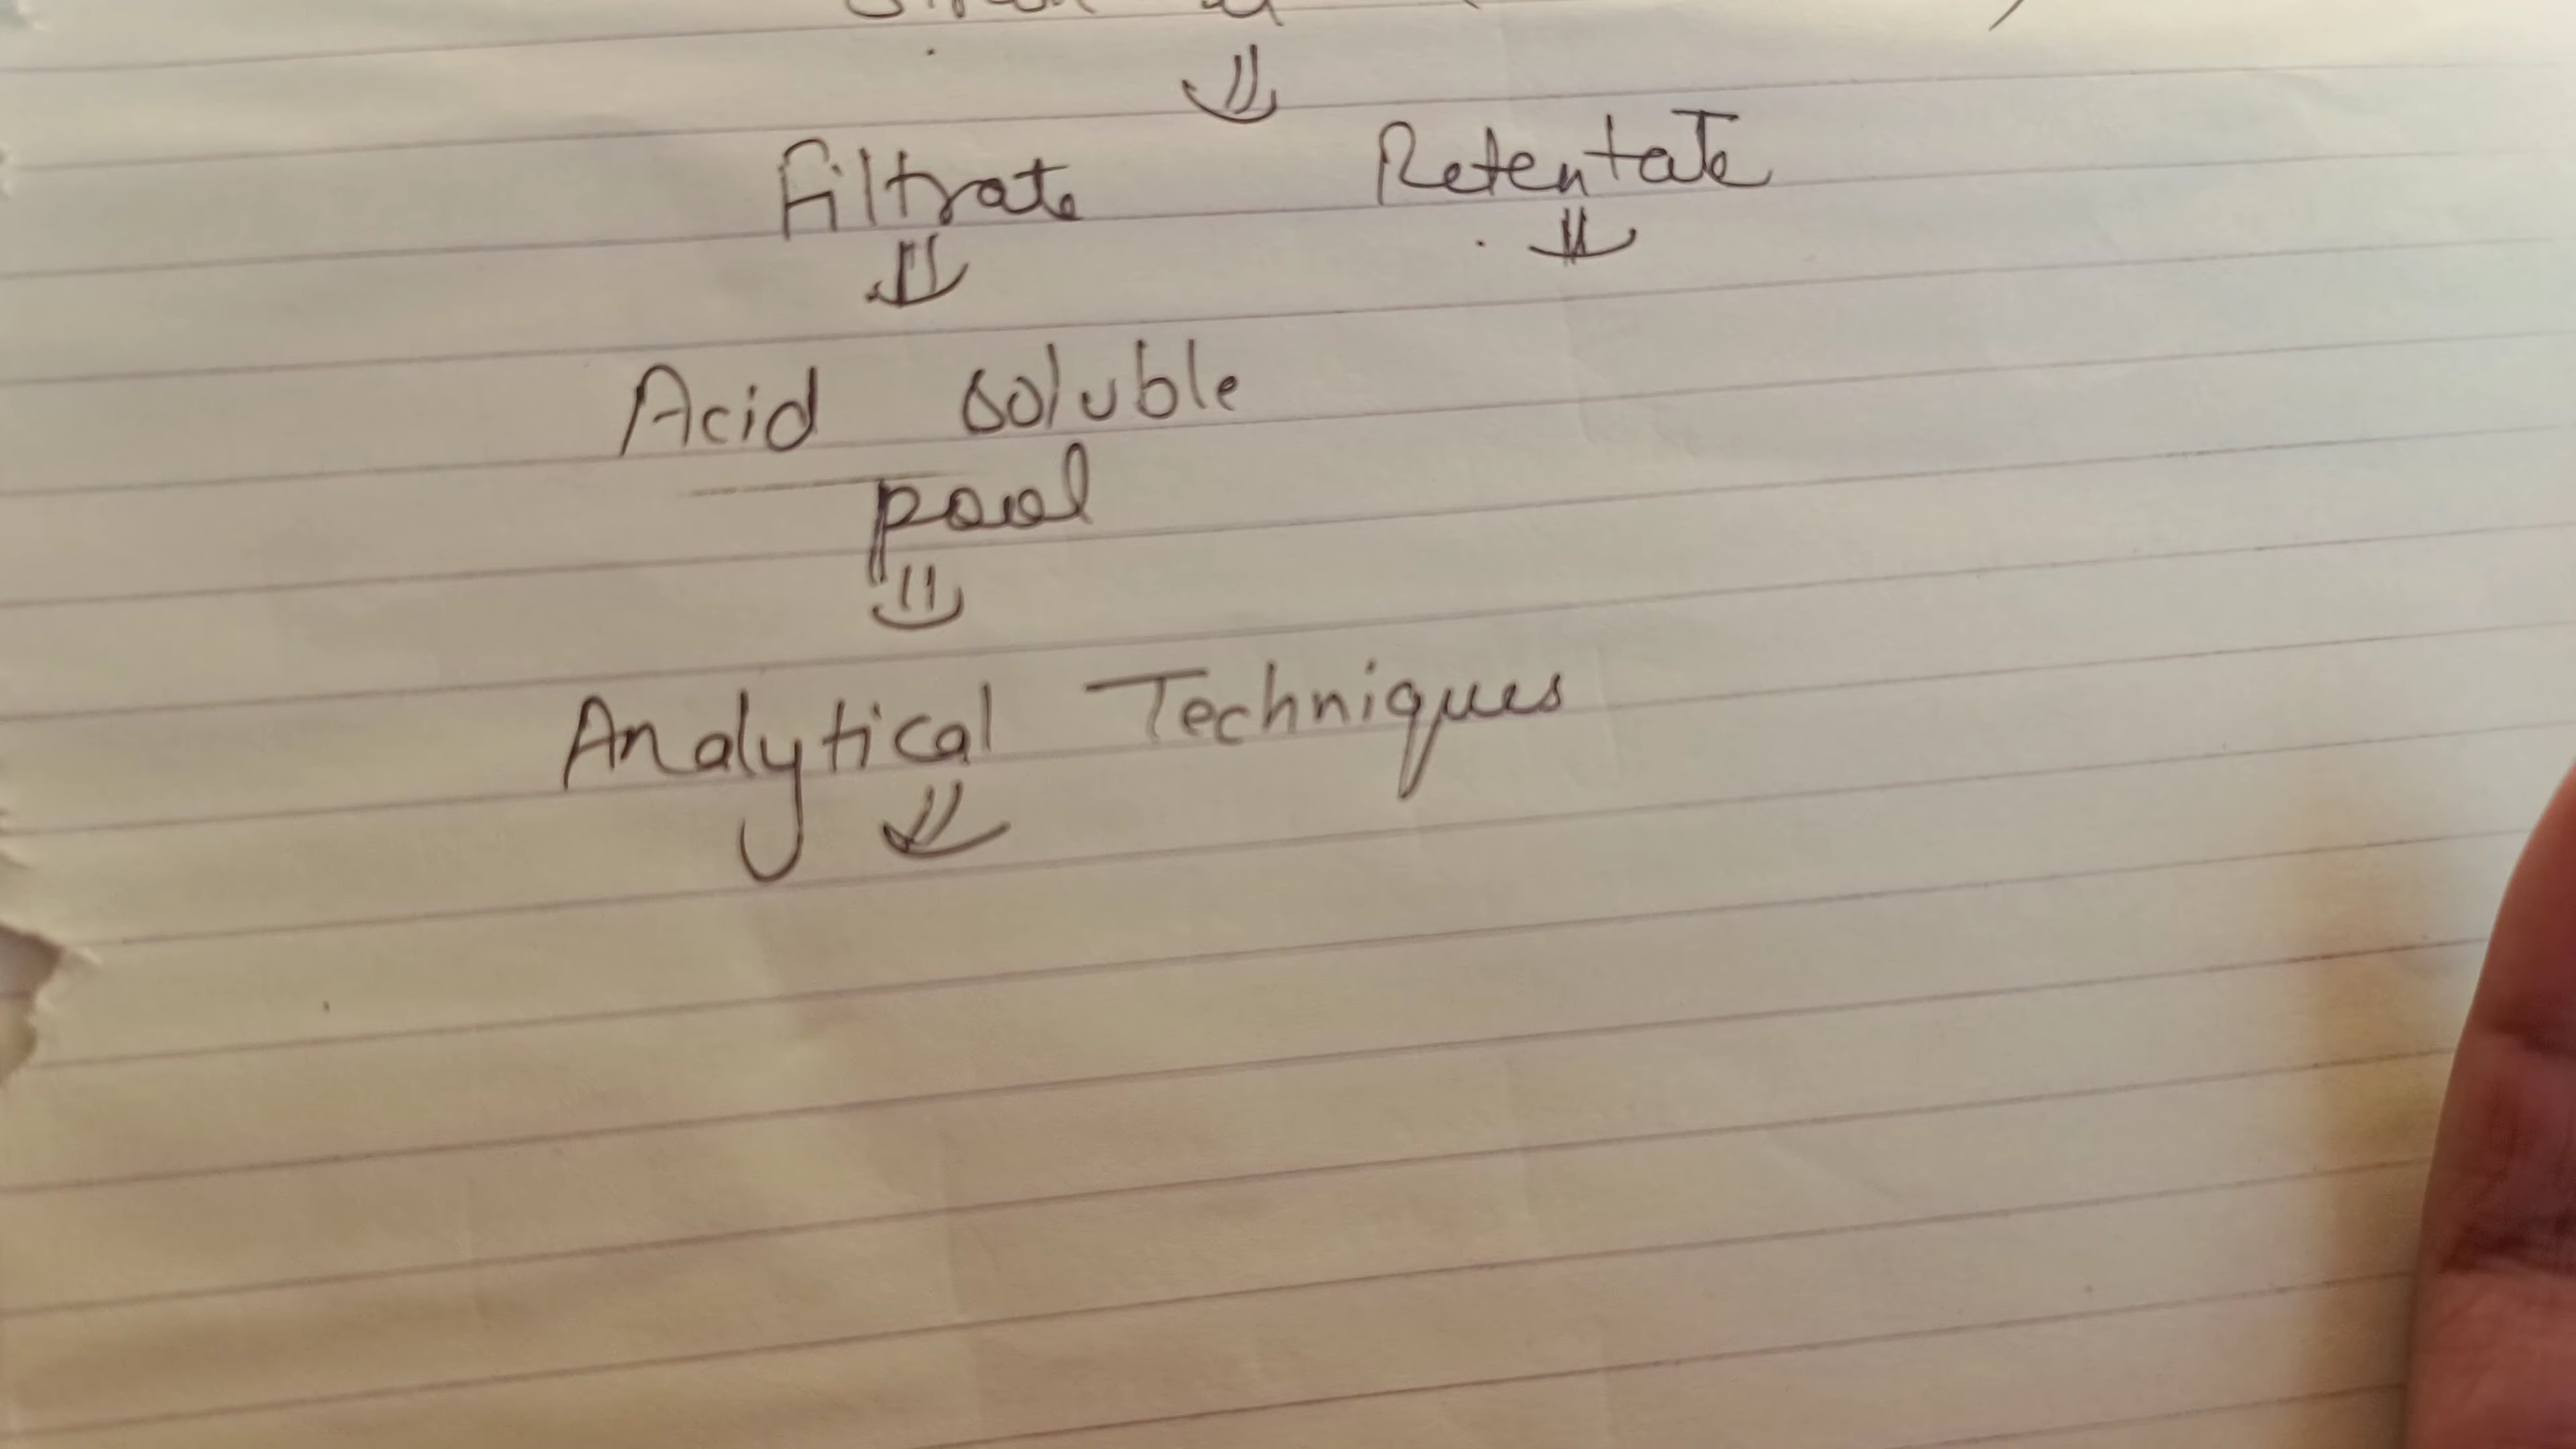 ⇓
Filtrate Retentate
⇓ ⇓
Acid soluble
pool
⇓
Analytical Techniques
⇓